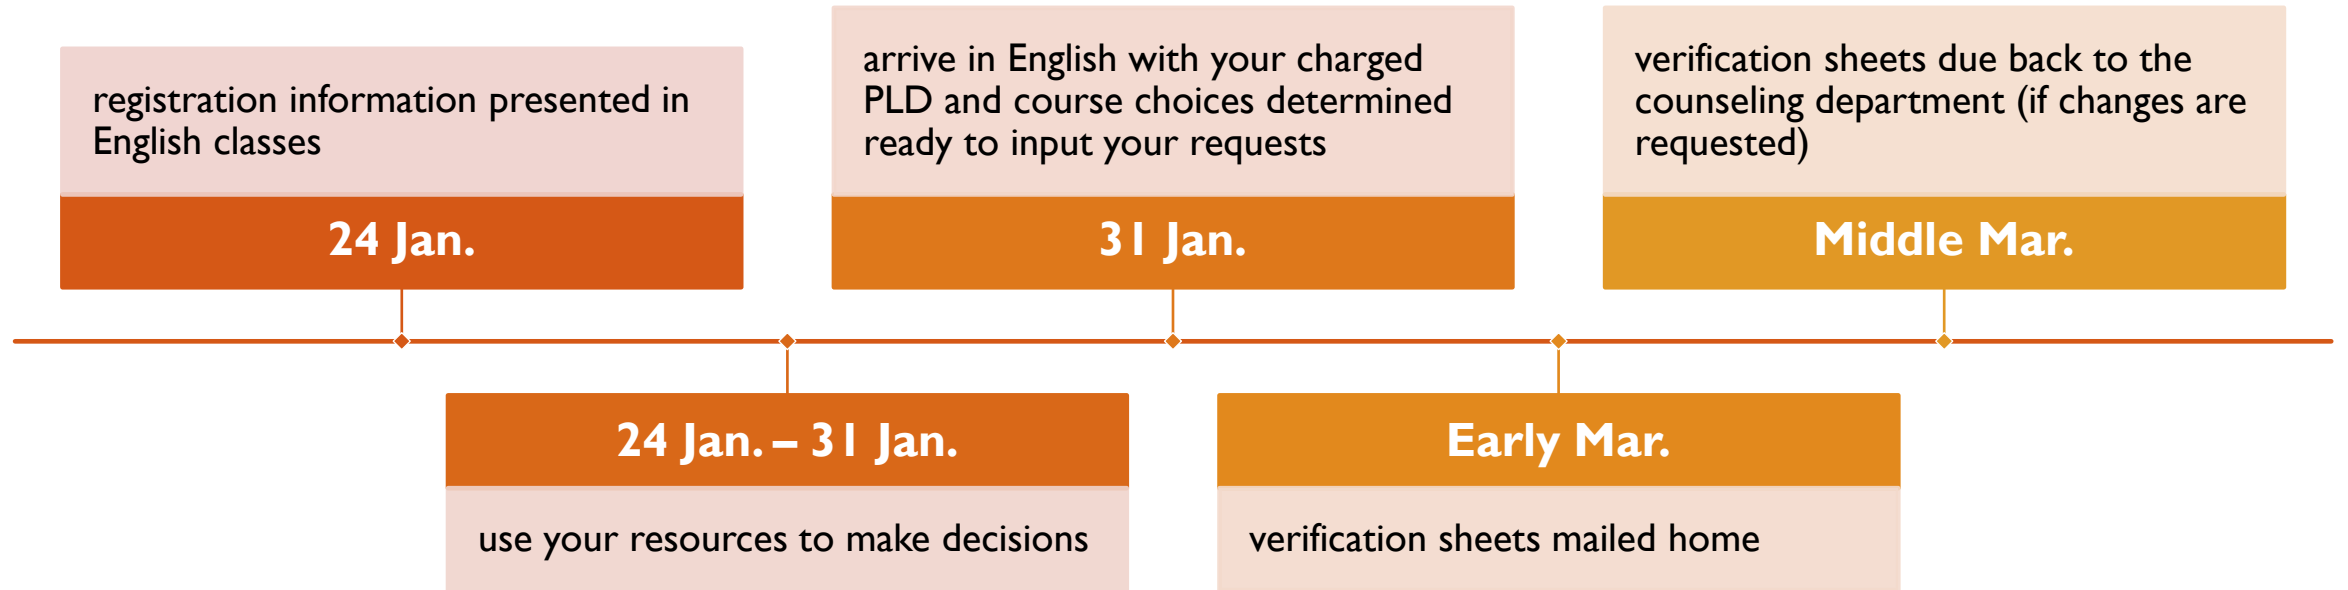 registration information presented in
English classes
24 Jan.
24 Jan. – 31 Jan.
use your resources to make decisions
arrive in English with your charged
PLD and course choices determined
ready to input your requests
31 Jan.
Early Mar.
verification sheets mailed home
verification sheets due back to the
counseling department (if changes are
requested)
Middle Mar.